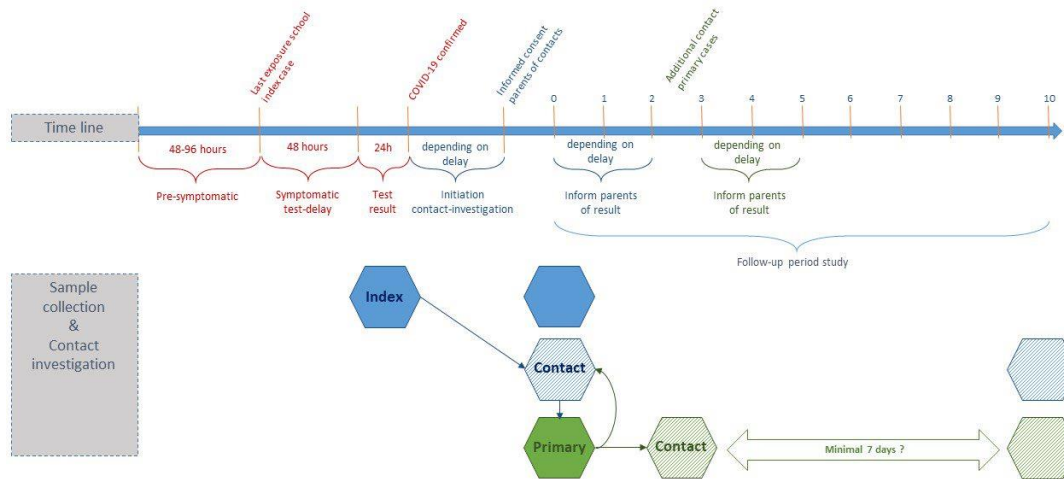 Last exposure school
index case
COVID-19 confirmed
Informed consent
parents of contacts
Additional contact
primary cases
0 1 2 3 4 5 6 7 8 9 10
Time line
48-96 hours
48 hours
24h
depending on
delay
depending on
delay
depending on
delay
Pre-symptomatic
Symptomatic
test-delay
Test
result
Initiation
contact-investigation
Inform parents
of result
Inform parents
of result
Follow-up period study
Sample
collection
&
Contact
investigation
Index
Contact
Primary
Contact
Minimal 7 days ?